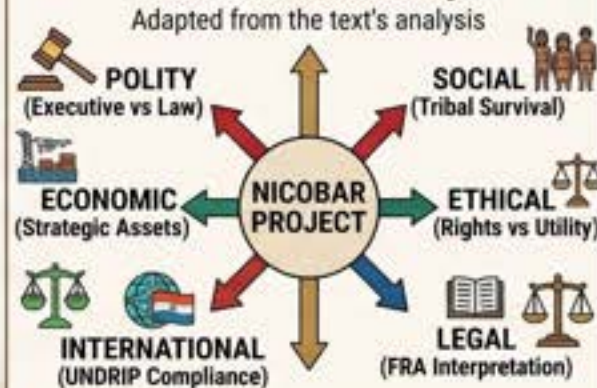 Adapted from the text's analysis
POLITY
(Executive vs Law)
SOCIAL
(Tribal Survival)
ECONOMIC
(Strategic Assets)
NICOBAR
PROJECT
ETHICAL
(Rights vs Utility)
INTERNATIONAL
(UNDRIP Compliance)
LEGAL
(FRA Interpretation)